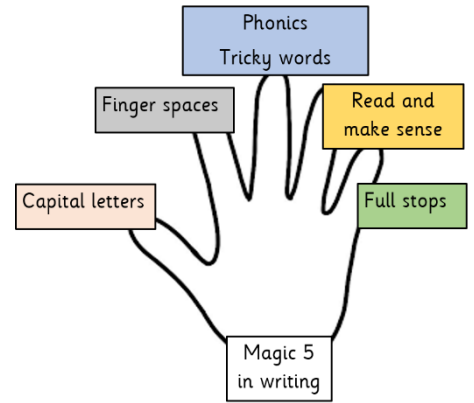 Phonics
Tricky words
Finger spaces
Read and
make sense
Capital letters
Full stops
Magic 5
in writing